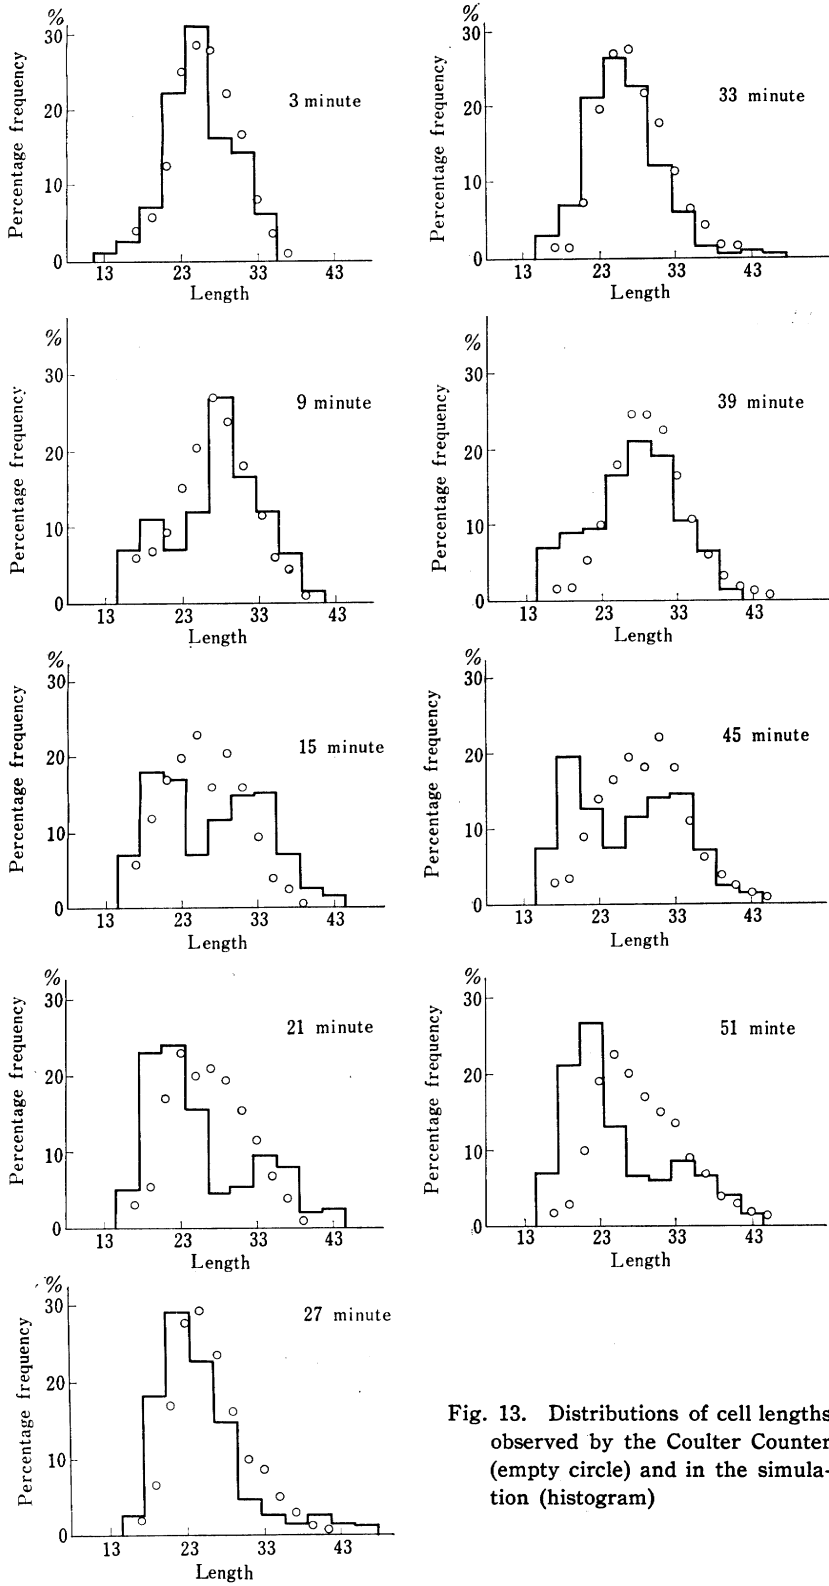 %
30
20
10
0
Percentage frequency
3 minute
13 23 33 43
Length
%
30
20
10
0
Percentage frequency
9 minute
13 23 33 43
Length
%
30
20
10
0
Percentage frequency
15 minute
13 23 33 43
Length
%
30
20
10
0
Percentage frequency
21 minute
13 23 33 43
Length
%
30
20
10
0
Percentage frequency
27 minute
13 23 33 43
Length
%
30
20
10
0
Percentage frequency
33 minute
13 23 33 43
Length
%
30
20
10
0
Percentage frequency
39 minute
13 23 33 43
Length
%
30
20
10
0
Percentage frequency
45 minute
13 23 33 43
Length
%
30
20
10
0
Percentage frequency
51 minte
13 23 33 43
Length
Fig. 13. Distributions of cell lengths
observed by the Coulter Counter
(empty circle) and in the simula-
tion (histogram)